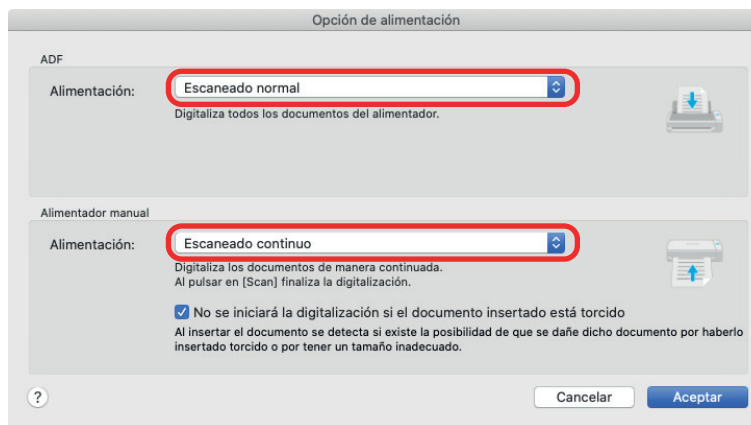 Opción de alimentación
ADF
Alimentación:
Escaneado normal
Digitaliza todos los documentos del alimentador.
Alimentador manual
Alimentación:
Escaneado continuo
Digitaliza los documentos de manera continuada.
Al pulsar en [Scan] finaliza la digitalización.
No se iniciará la digitalización si el documento insertado está torcido
Al insertar el documento se detecta si existe la posibilidad de que se dañe dicho documento por haberlo
insertado torcido o por tener un tamaño inadecuado.
?
Cancelar
Aceptar